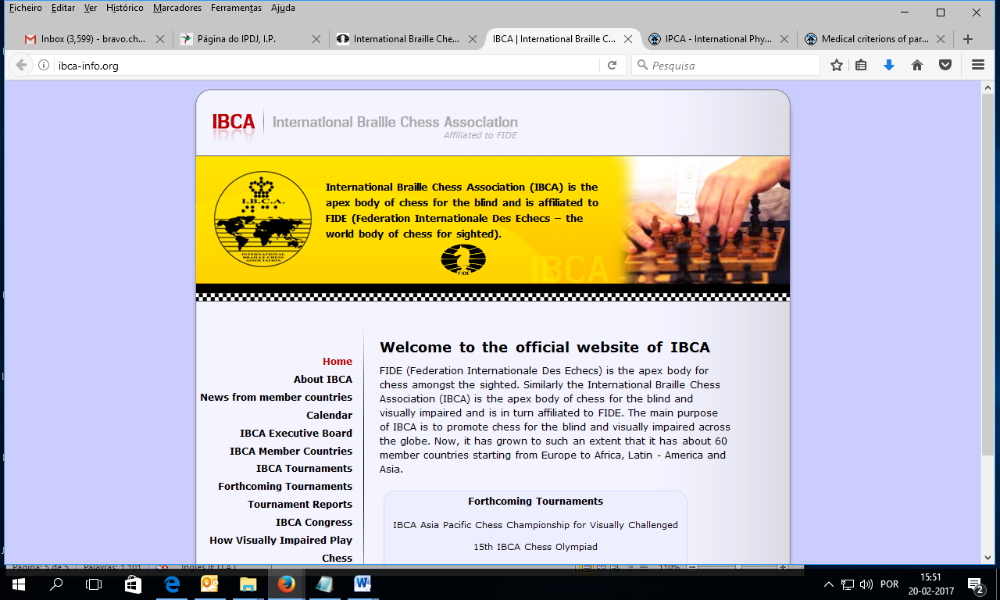 Ficheiro Editar Ver Histórico Marcadores Ferramentas Ajuda
Inbox (3,599) - bravo.ch... Página do IPDJ, I.P. International Braille Che... IBCA | International Braille C... IPCA - International Phy... Medical criterions of par...
ibca-info.org Pesquisa
IBCA International Braille Chess Association
Affiliated to FIDE
I.B.C.A.
INTERNATIONAL
BRAILLE CHESS
ASSOCIATION
International Braille Chess Association (IBCA) is the
apex body of chess for the blind and is affiliated to
FIDE (Federation Internationale Des Echecs – the
world body of chess for sighted).
FIDE
IBCA
Home
About IBCA
News from member countries
Calendar
IBCA Executive Board
IBCA Member Countries
IBCA Tournaments
Forthcoming Tournaments
Tournament Reports
IBCA Congress
How Visually Impaired Play
Chess
Welcome to the official website of IBCA
FIDE (Federation Internationale Des Echecs) is the apex body for
chess amongst the sighted. Similarly the International Braille Chess
Association (IBCA) is the apex body of chess for the blind and
visually impaired and is in turn affiliated to FIDE. The main purpose
of IBCA is to promote chess for the blind and visually impaired across
the globe. Now, it has grown to such an extent that it has about 60
member countries starting from Europe to Africa, Latin - America and
Asia.
Forthcoming Tournaments
IBCA Asia Pacific Chess Championship for Visually Challenged
15th IBCA Chess Olympiad
Página: 5 de 5 Palavras: 1.101 Inglês (E.U.A.) 110%
POR 15:51
20-02-2017
2